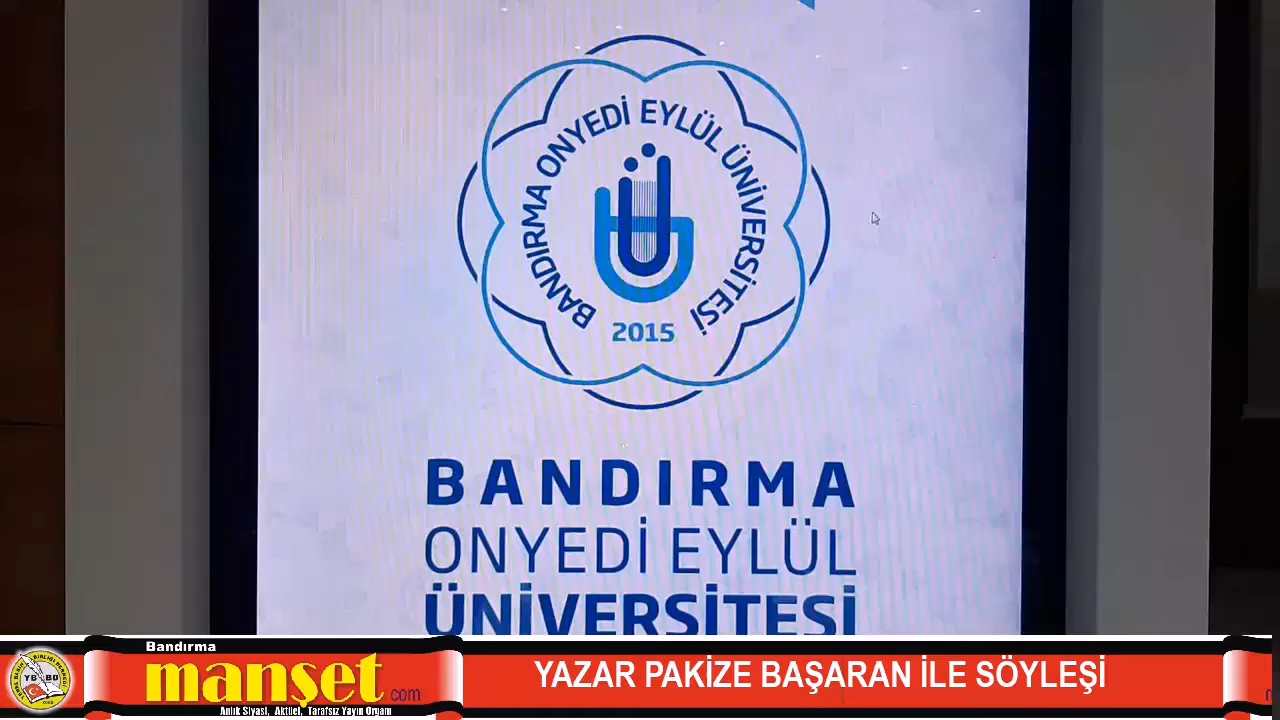 BANDIRMA ONYEDİ EYLÜL ÜNİVERSİTESİ
2015
BANDIRMA
ONYEDİ EYLÜL
ÜNİVERSİTESİ
Bandırma
manşet.com
Anlık Siyasi, Aktüel, Tarafsız Yayın Organı
YAZAR PAKİZE BAŞARAN İLE SÖYLEŞİ